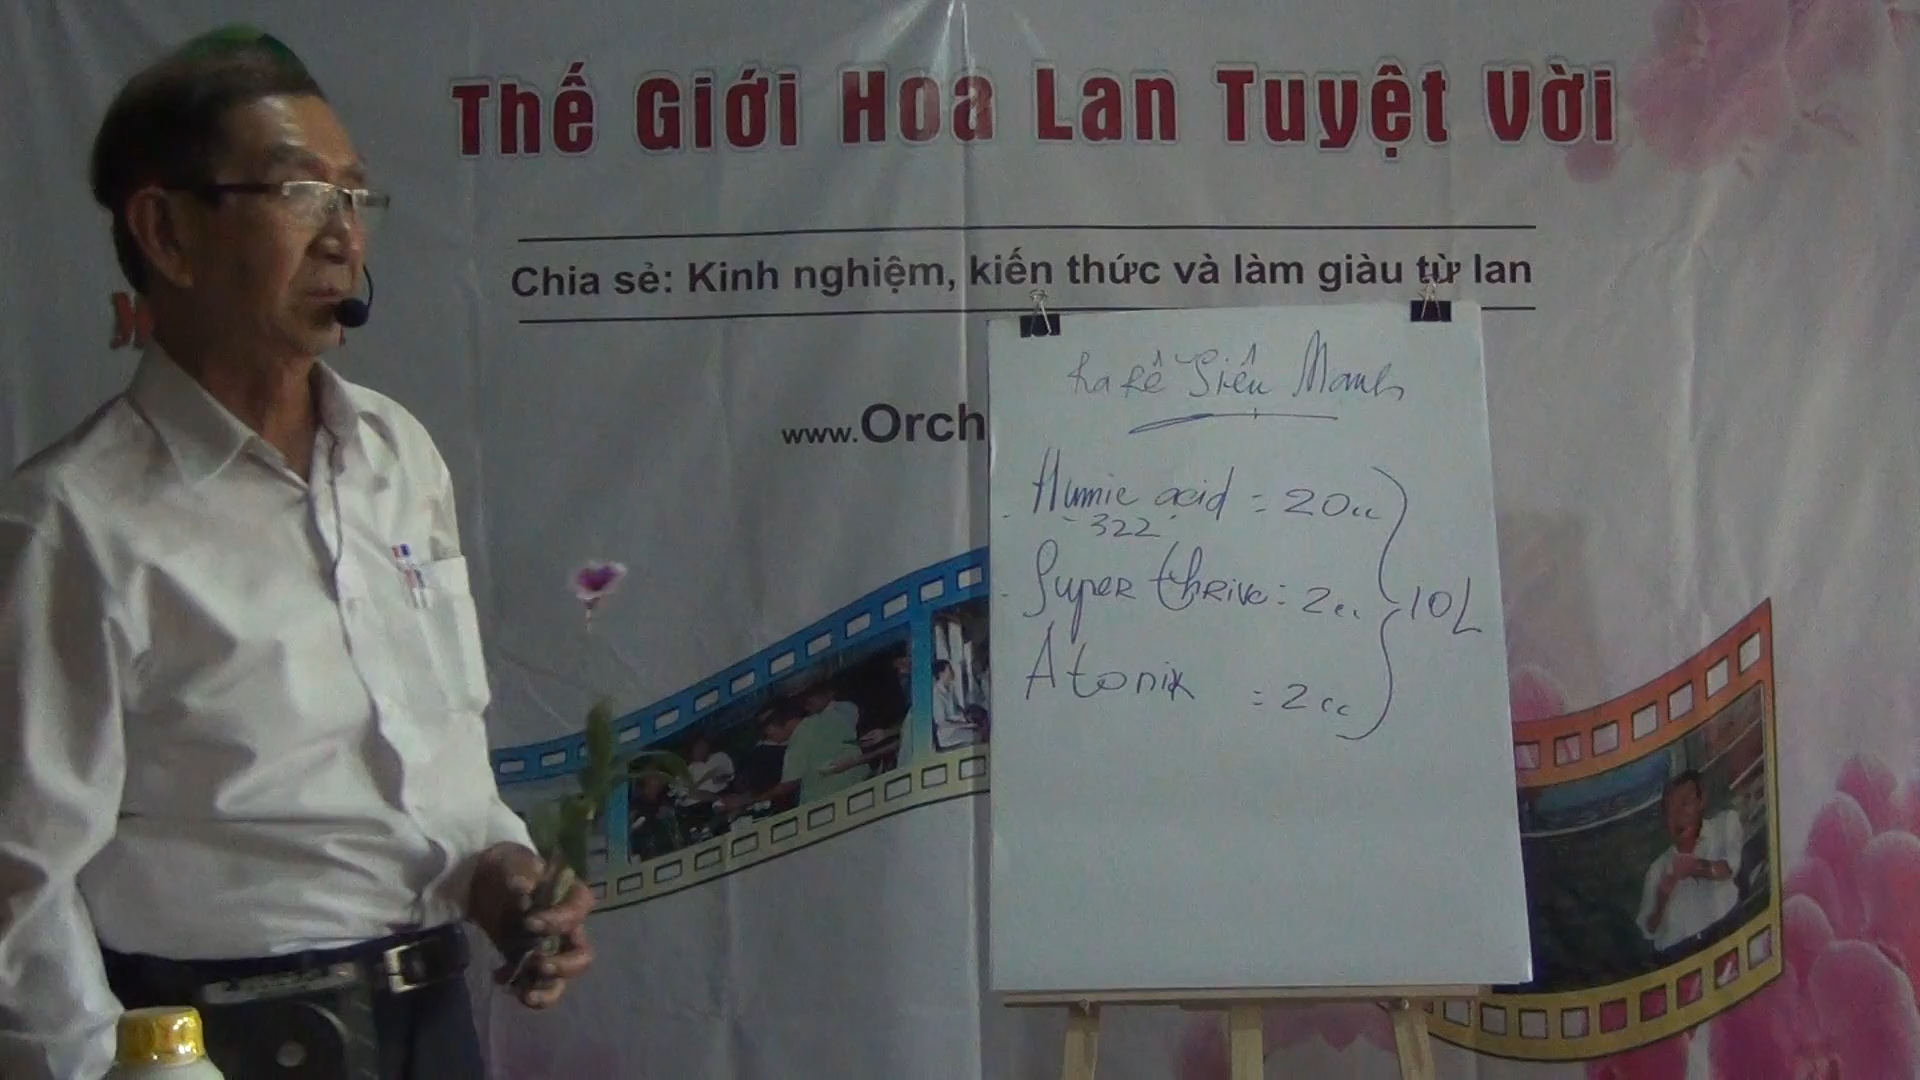 Thế Giới Hoa Lan Tuyệt Vời
Chia sẻ: Kinh nghiệm, kiến thức và làm giàu từ lan
www.Orch
Ra Rễ Siêu Mạnh
- Humic acid = 20cc
322
- Super thrive = 2cc
10L
Atonik = 2cc